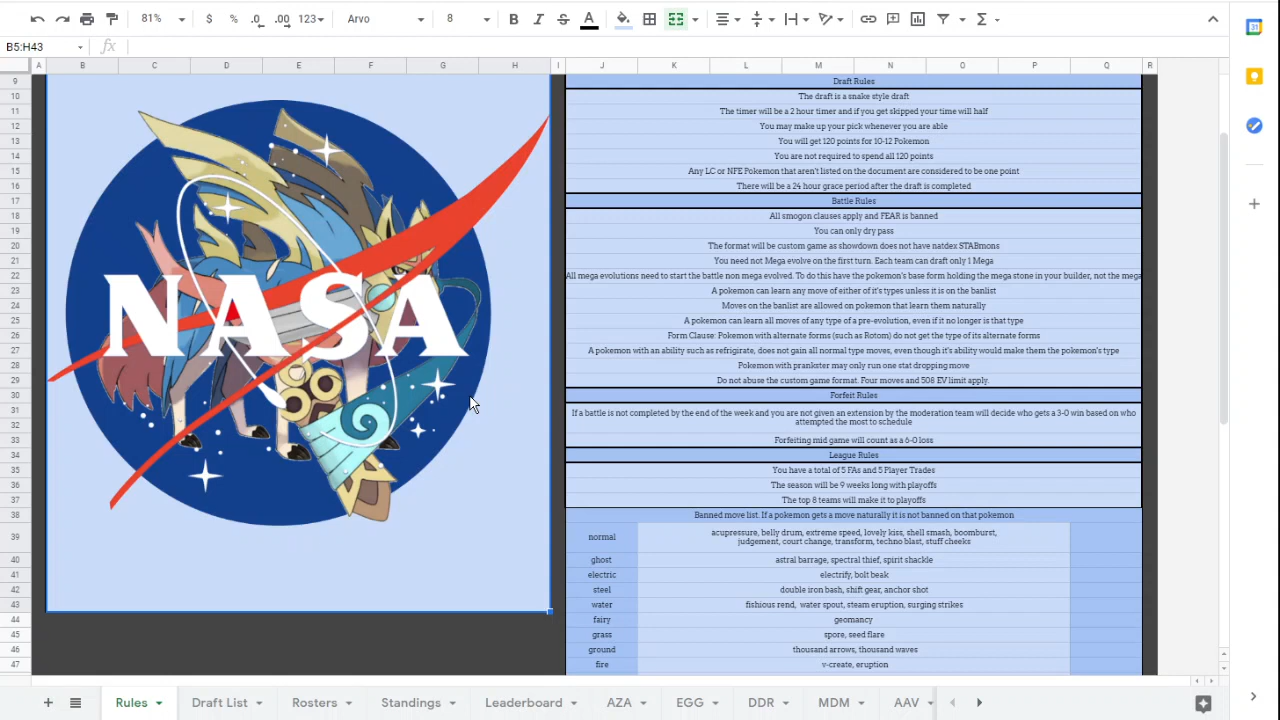 81%
$
%
.0
.00
123
Arvo
8
B
I
S
A
Σ
31
B5:H43
fx
A B C D E F G H I J K L M N O P Q R
9 Draft Rules
10 The draft is a snake style draft
11 The timer will be a 2 hour timer and if you get skipped your time will half
12 You may make up your pick whenever you are able
13 You will get 120 points for 10-12 Pokemon
14 You are not required to spend all 120 points
15 Any LC or NFE Pokemon that aren't listed on the document are considered to be one point
16 There will be a 24 hour grace period after the draft is completed
17 Battle Rules
18 All smogon clauses apply and FEAR is banned
19 You can only dry pass
20 The format will be custom game as showdown does not have natdex STABmons
21 You need not Mega evolve on the first turn. Each team can draft only 1 Mega
22 All mega evolutions need to start the battle non mega evolved. To do this have the pokemon's base form holding the mega stone in your builder, not the mega
23 A pokemon can learn any move of either of it's types unless it is on the banlist
24 Moves on the banlist are allowed on pokemon that learn them naturally
25 A pokemon can learn all moves of any type of a pre-evolution, even if it no longer is that type
26 Form Clause: Pokemon with alternate forms (such as Rotom) do not get the type of its alternate forms
27 A pokemon with an ability such as refrigirate, does not gain all normal type moves, even though it's ability would make them the pokemon's type
28 Pokemon with prankster may only run one stat dropping move
29 Do not abuse the custom game format. Four moves and 508 EV limit apply.
30 Forfeit Rules
31 If a battle is not completed by the end of the week and you are not given an extension by the moderation team will decide who gets a 3-0 win based on who
attempted the most to schedule
33 Forfeiting mid game will count as a 6-0 loss
34 League Rules
35 You have a total of 5 FAs and 5 Player Trades
36 The season will be 9 weeks long with playoffs
37 The top 8 teams will make it to playoffs
38 Banned move list. If a pokemon gets a move naturally it is not banned on that pokemon
39 normal acupressure, belly drum, extreme speed, lovely kiss, shell smash, boomburst,
judgement, court change, transform, techno blast, stuff cheeks
40 ghost astral barrage, spectral thief, spirit shackle
41 electric electrify, bolt beak
42 steel double iron bash, shift gear, anchor shot
43 water fishious rend, water spout, steam eruption, surging strikes
44 fairy geomancy
45 grass spore, seed flare
46 ground thousand arrows, thousand waves
47 fire v-create, eruption
NASA
Rules
Draft List
Rosters
Standings
Leaderboard
AZA
EGG
DDR
MDM
AAV